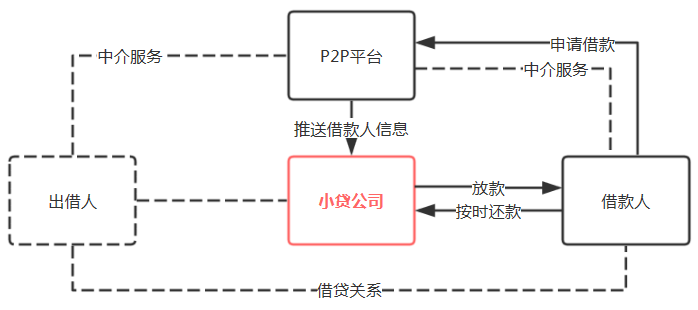 P2P平台
申请借款
中介服务
中介服务
推送借款人信息
出借人
小贷公司
放款
按时还款
借款人
借贷关系